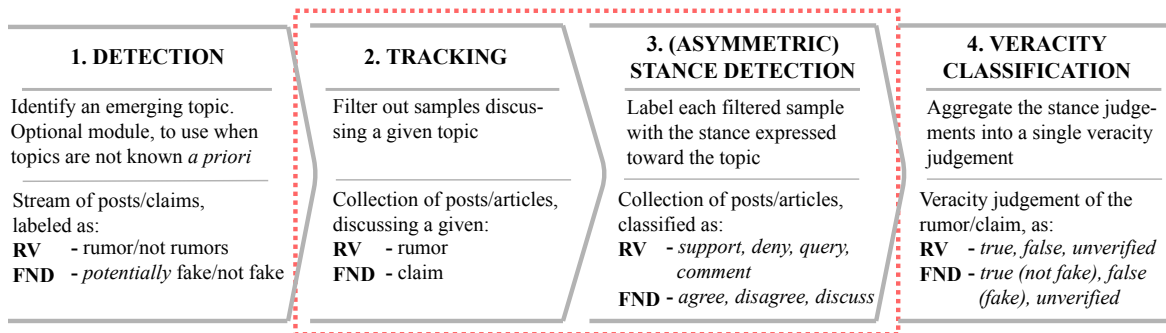 1. DETECTION
Identify an emerging topic.
Optional module, to use when
topics are not known a priori
Stream of posts/claims,
labeled as:
RV - rumor/not rumors
FND - potentially fake/not fake
2. TRACKING
Filter out samples discus-
sing a given topic
Collection of posts/articles,
discussing a given:
RV - rumor
FND - claim
3. (ASYMMETRIC)
STANCE DETECTION
Label each filtered sample
with the stance expressed
toward the topic
Collection of posts/articles,
classified as:
RV - support, deny, query,
comment
FND - agree, disagree, discuss
4. VERACITY
CLASSIFICATION
Aggregate the stance judge-
ments into a single veracity
judgement
Veracity judgement of the
rumor/claim, as:
RV - true, false, unverified
FND - true (not fake), false
(fake), unverified